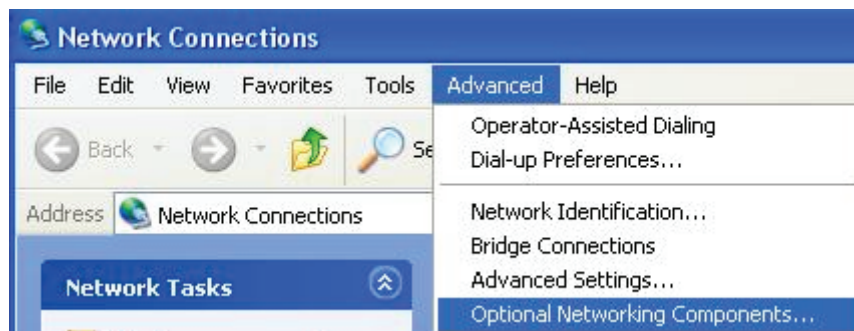 Network Connections
File Edit View Favorites Tools Advanced Help
Operator-Assisted Dialing
Back
Dial-up Preferences...
Address Network Connections
Network Identification...
Bridge Connections
Network Tasks
Advanced Settings...
Optional Networking Components...